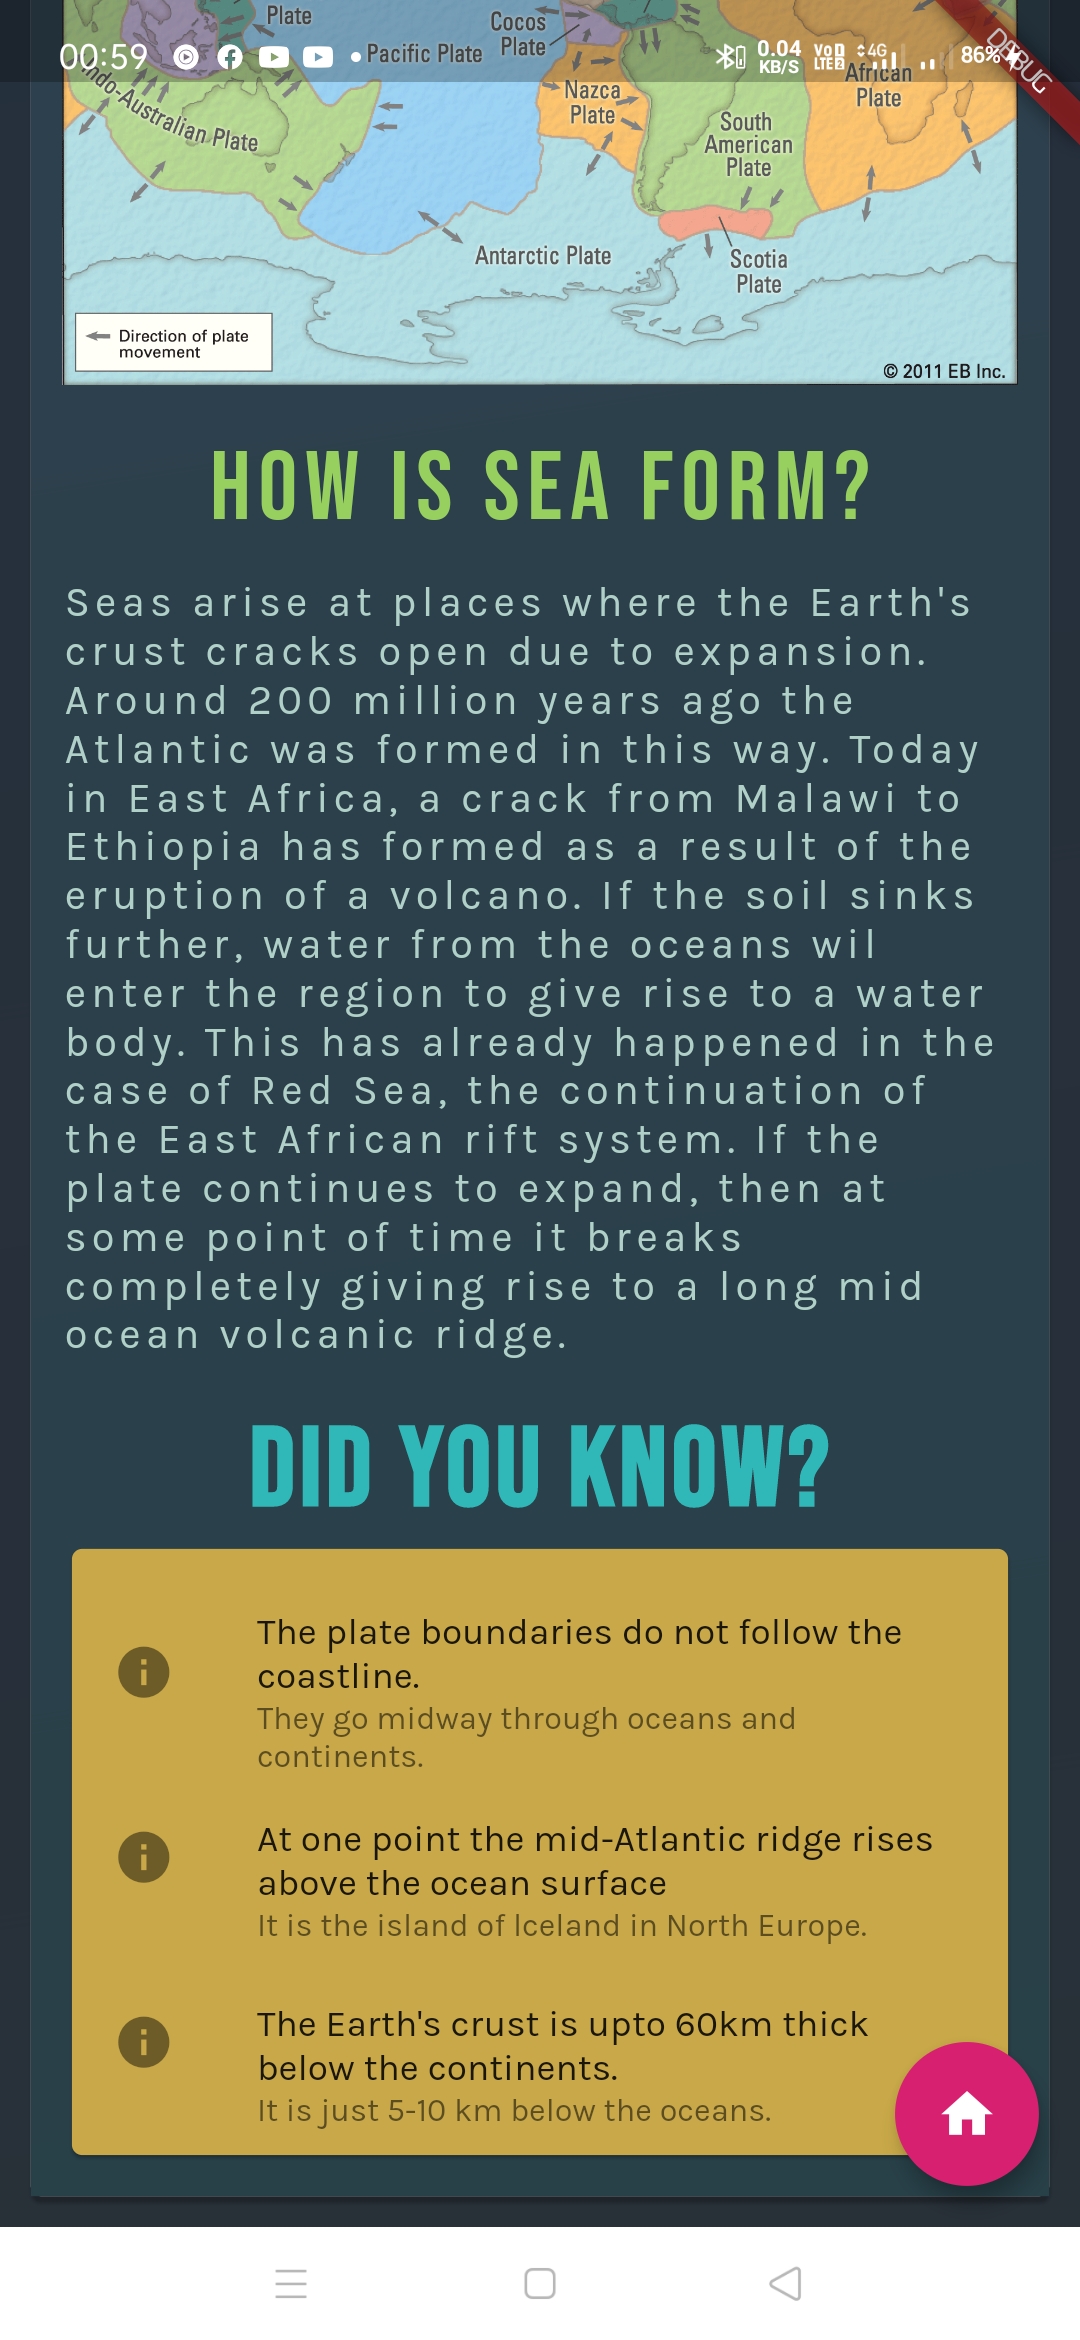 Plate
Cocos
Plate
Pacific Plate
00:59
0.04
KB/S
VoD
LTE2
4G
86%
DEBUG
African
Plate
Indo-Australian Plate
Nazca
Plate
South
American
Plate
Antarctic Plate
Scotia
Plate
Direction of plate
movement
© 2011 EB Inc.
HOW IS SEA FORM?
Seas arise at places where the Earth's
crust cracks open due to expansion.
Around 200 million years ago the
Atlantic was formed in this way. Today
in East Africa, a crack from Malawi to
Ethiopia has formed as a result of the
eruption of a volcano. If the soil sinks
further, water from the oceans wil
enter the region to give rise to a water
body. This has already happened in the
case of Red Sea, the continuation of
the East African rift system. If the
plate continues to expand, then at
some point of time it breaks
completely giving rise to a long mid
ocean volcanic ridge.
DID YOU KNOW?
The plate boundaries do not follow the
coastline.
They go midway through oceans and
continents.
At one point the mid-Atlantic ridge rises
above the ocean surface
It is the island of Iceland in North Europe.
The Earth's crust is upto 60km thick
below the continents.
It is just 5-10 km below the oceans.